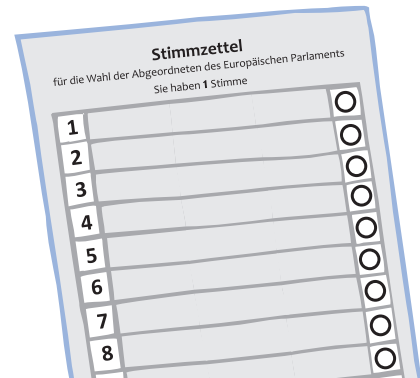 Stimmzettel
für die Wahl der Abgeordneten des Europäischen Parlaments
Sie haben 1 Stimme
1
2
3
4
5
6
7
8